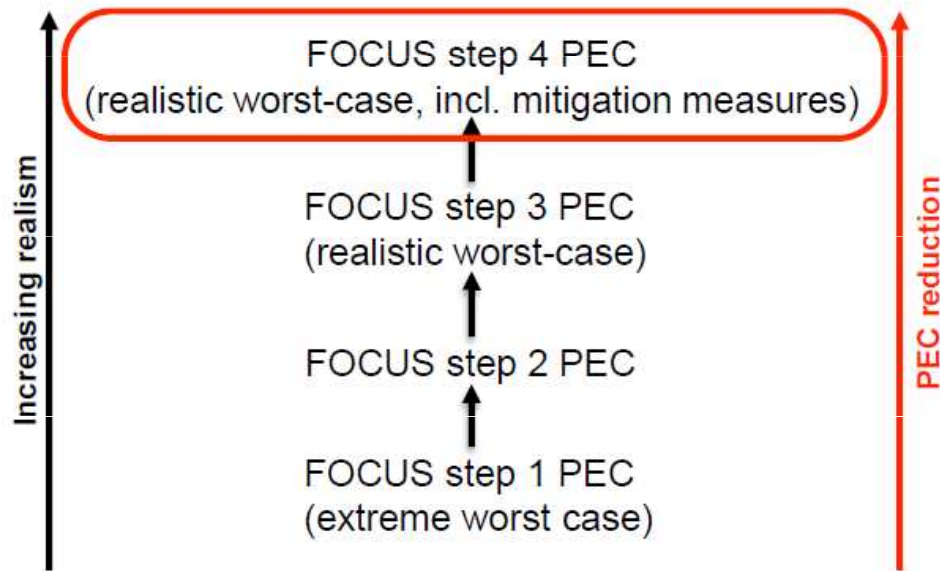 FOCUS step 4 PEC
(realistic worst-case, incl. mitigation measures)
FOCUS step 3 PEC
(realistic worst-case)
FOCUS step 2 PEC
FOCUS step 1 PEC
(extreme worst case)
Increasing realism
PEC reduction